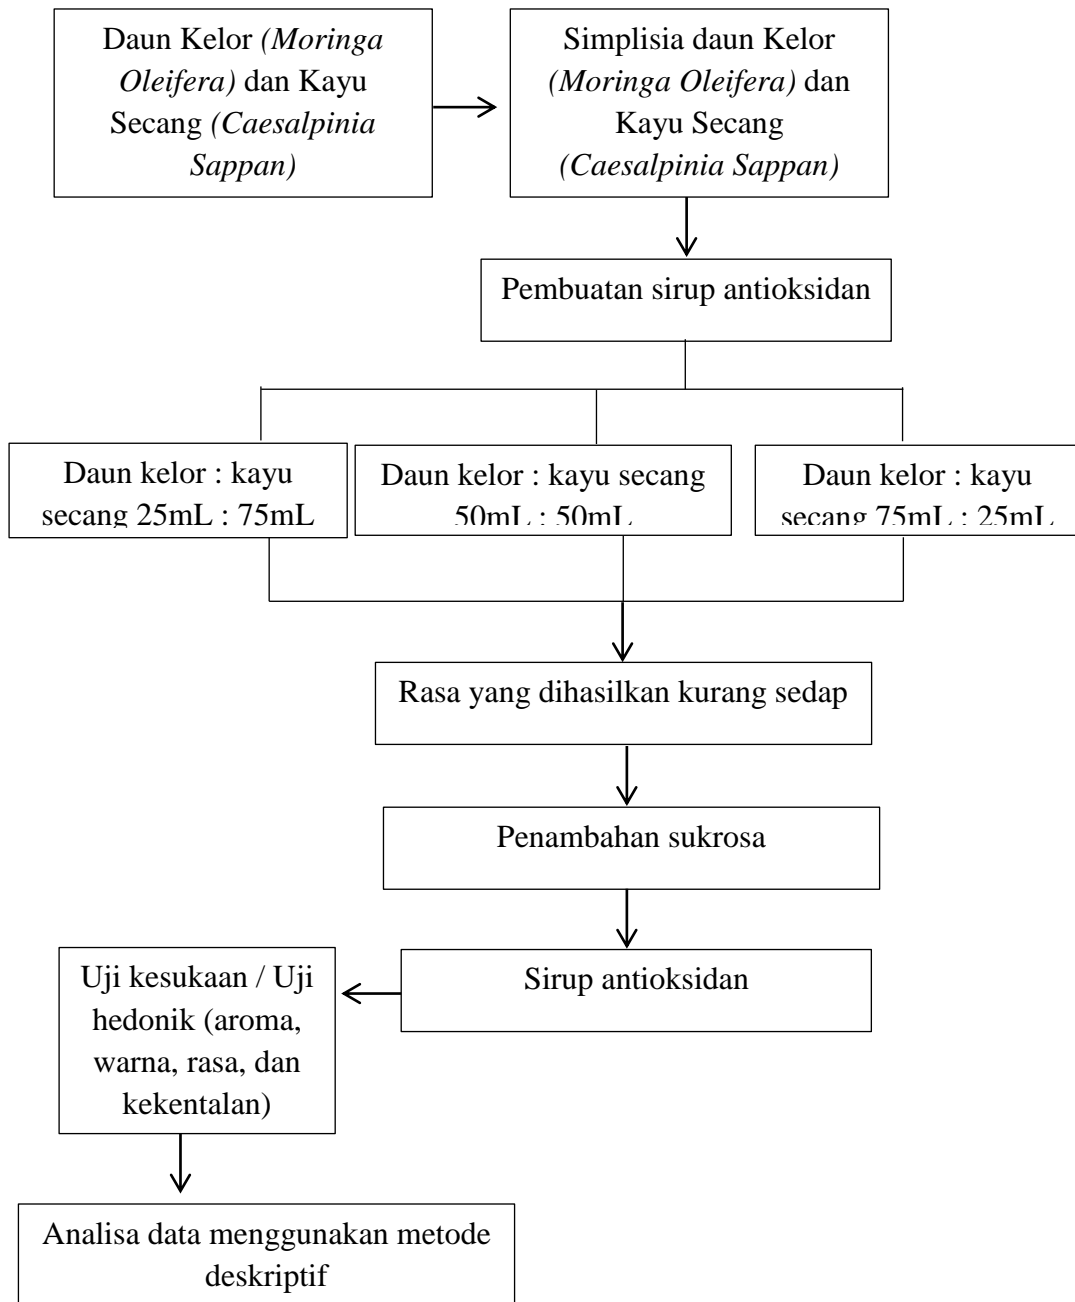 Daun Kelor (Moringa
Oleifera) dan Kayu
Secang (Caesalpinia
Sappan)
Simplisia daun Kelor
(Moringa Oleifera) dan
Kayu Secang
(Caesalpinia Sappan)
Pembuatan sirup antioksidan
Daun kelor : kayu
secang 25mL : 75mL
Daun kelor : kayu secang
50mL : 50mL
Daun kelor : kayu
secang 75mL : 25mL
Rasa yang dihasilkan kurang sedap
Penambahan sukrosa
Sirup antioksidan
Uji kesukaan / Uji
hedonik (aroma,
warna, rasa, dan
kekentalan)
Analisa data menggunakan metode
deskriptif